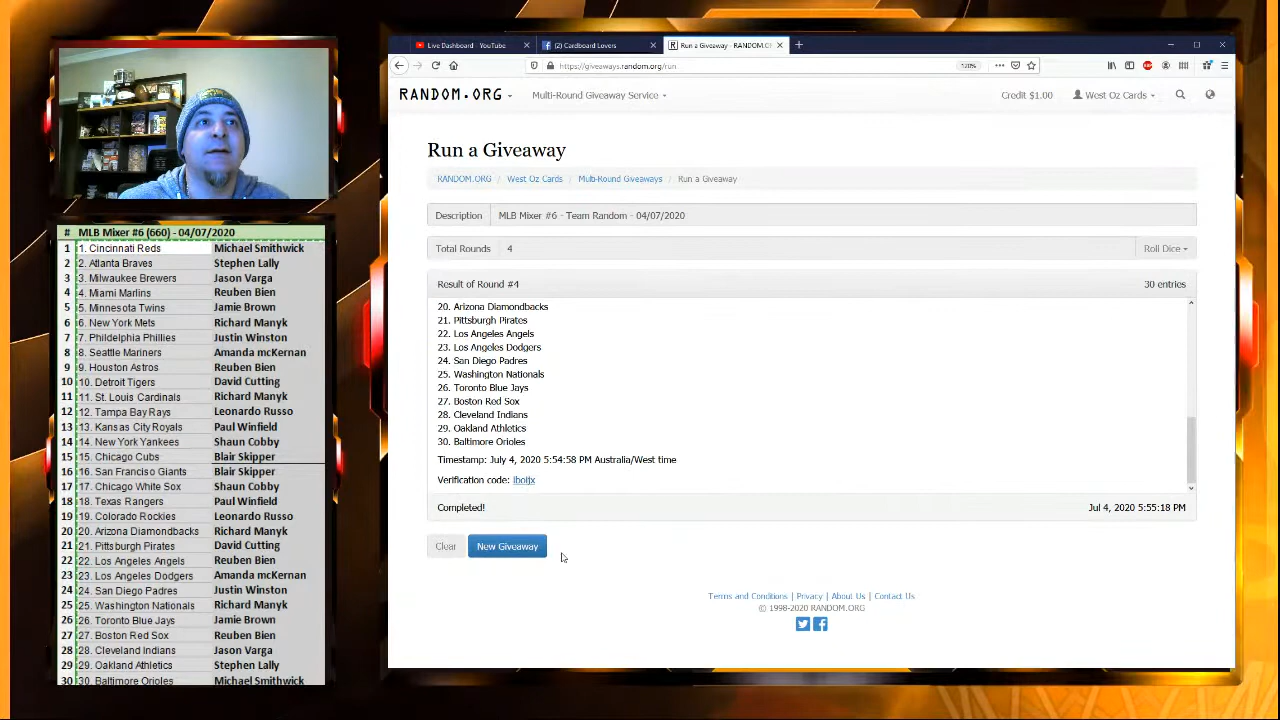 Live Dashboard - YouTube
(2) Cardboard Lovers
Run a Giveaway - RANDOM.OR
https://giveaways.random.org/run
120%
RANDOM.ORG
Multi-Round Giveaway Service
Credit $1.00
West Oz Cards
Run a Giveaway
RANDOM.ORG / West Oz Cards / Multi-Round Giveaways / Run a Giveaway
Description MLB Mixer #6 - Team Random - 04/07/2020
Total Rounds 4 Roll Dice
Result of Round #4 30 entries
20. Arizona Diamondbacks
21. Pittsburgh Pirates
22. Los Angeles Angels
23. Los Angeles Dodgers
24. San Diego Padres
25. Washington Nationals
26. Toronto Blue Jays
27. Boston Red Sox
28. Cleveland Indians
29. Oakland Athletics
30. Baltimore Orioles
Timestamp: July 4, 2020 5:54:58 PM Australia/West time
Verification code:
Completed! Jul 4, 2020 5:55:18 PM
Clear New Giveaway
Terms and Conditions | Privacy | About Us | Contact Us
© 1998-2020 RANDOM.ORG
# MLB Mixer #6 (660) - 04/07/2020
1 1. Cincinnati Reds Michael Smithwick
2 2. Atlanta Braves Stephen Lally
3 3. Milwaukee Brewers Jason Varga
4 4. Miami Marlins Reuben Bien
5 5. Minnesota Twins Jamie Brown
6 6. New York Mets Richard Manyk
7 7. Phildelphia Phillies Justin Winston
8 8. Seattle Mariners Amanda mcKernan
9 9. Houston Astros Reuben Bien
10 10. Detroit Tigers David Cutting
11 11. St. Louis Cardinals Richard Manyk
12 12. Tampa Bay Rays Leonardo Russo
13 13. Kansas City Royals Paul Winfield
14 14. New York Yankees Shaun Cobby
15 15. Chicago Cubs Blair Skipper
16 16. San Franciso Giants Blair Skipper
17 17. Chicago White Sox Shaun Cobby
18 18. Texas Rangers Paul Winfield
19 19. Colorado Rockies Leonardo Russo
20 20. Arizona Diamondbacks Richard Manyk
21 21. Pittsburgh Pirates David Cutting
22 22. Los Angeles Angels Reuben Bien
23 23. Los Angeles Dodgers Amanda mcKernan
24 24. San Diego Padres Justin Winston
25 25. Washington Nationals Richard Manyk
26 26. Toronto Blue Jays Jamie Brown
27 27. Boston Red Sox Reuben Bien
28 28. Cleveland Indians Jason Varga
29 29. Oakland Athletics Stephen Lally
30 30. Baltimore Orioles Michael Smithwick